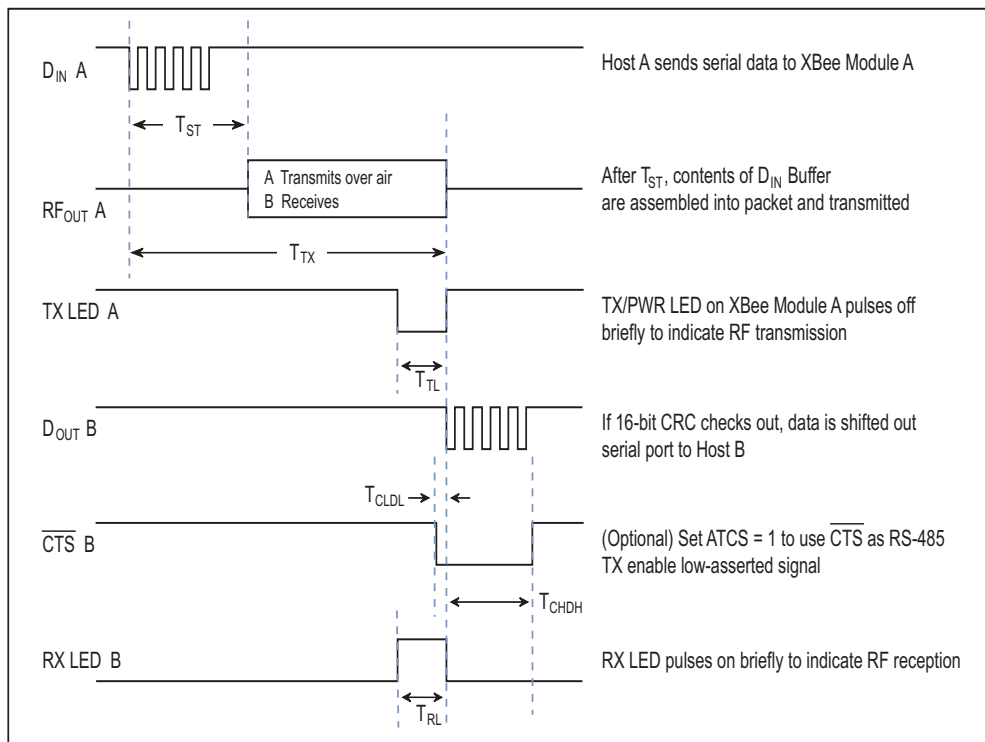 D_IN A
Host A sends serial data to XBee Module A
T_ST
A Transmits over air
B Receives
RF_OUT A
After T_ST, contents of D_IN Buffer
are assembled into packet and transmitted
T_TX
TX LED A
TX/PWR LED on XBee Module A pulses off
briefly to indicate RF transmission
T_TL
D_OUT B
If 16-bit CRC checks out, data is shifted out
serial port to Host B
T_CLDL
C̅T̅S̅ B
(Optional) Set ATCS = 1 to use C̅T̅S̅ as RS-485
TX enable low-asserted signal
T_CHDH
RX LED B
RX LED pulses on briefly to indicate RF reception
T_RL